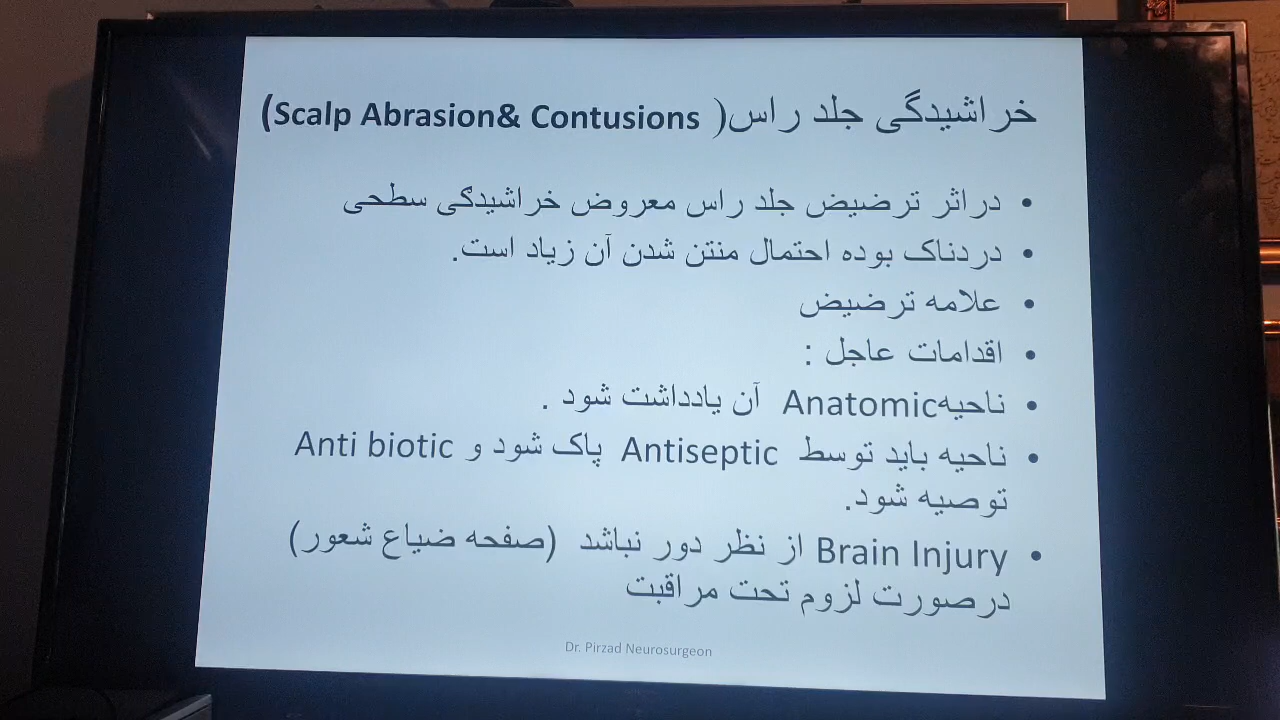 خراشیدگی جلد راس( Scalp Abrasion& Contusions)
• دراثر ترضیض جلد راس معروض خراشیدگی سطحی
• دردناک بوده احتمال منتن شدن آن زیاد است.
• علامه ترضیض
• اقدامات عاجل :
• ناحیهAnatomic آن یادداشت شود .
• ناحیه باید توسط Antiseptic پاک شود و Anti biotic
توصیه شود.
• Brain Injury از نظر دور نباشد (صفحه ضیاع شعور)
درصورت لزوم تحت مراقبت
Dr. Pirzad Neurosurgeon